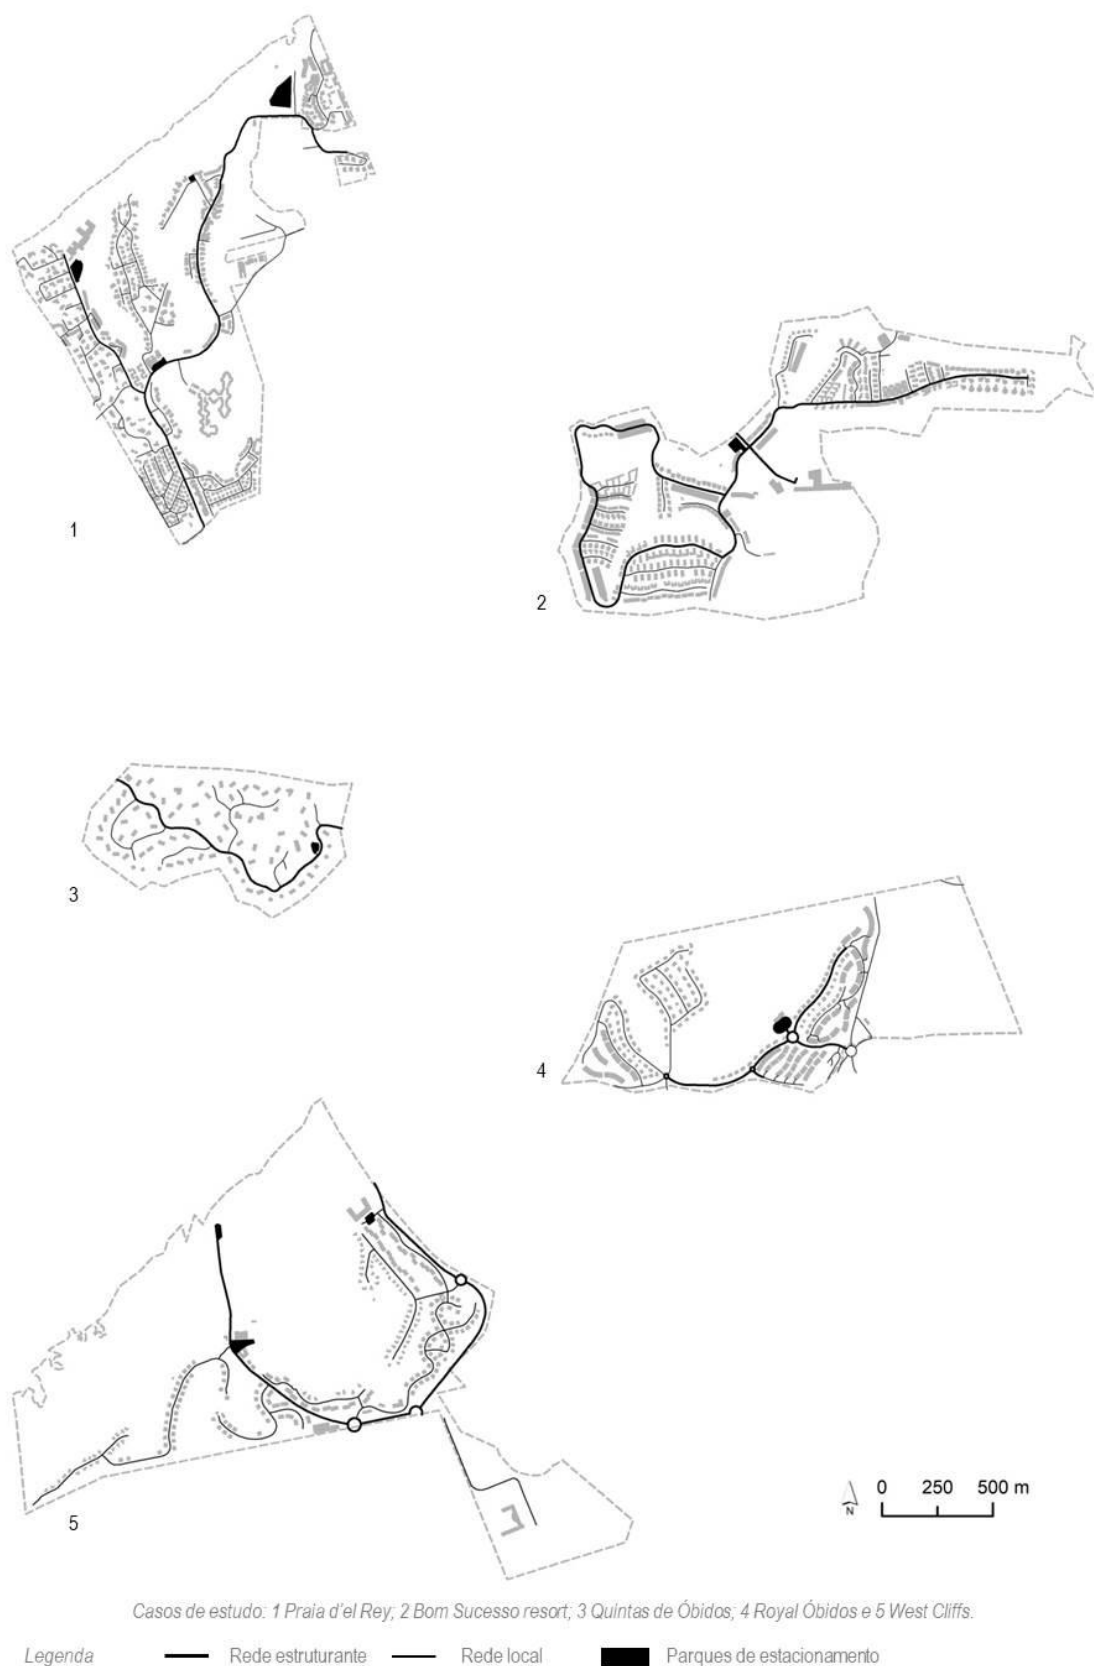 1
2
3
4
5
N
0 250 500 m
Casos de estudo: 1 Praia d'el Rey; 2 Bom Sucesso resort; 3 Quintas de Óbidos; 4 Royal Óbidos e 5 West Cliffs.
Legenda Rede estruturante Rede local Parques de estacionamento